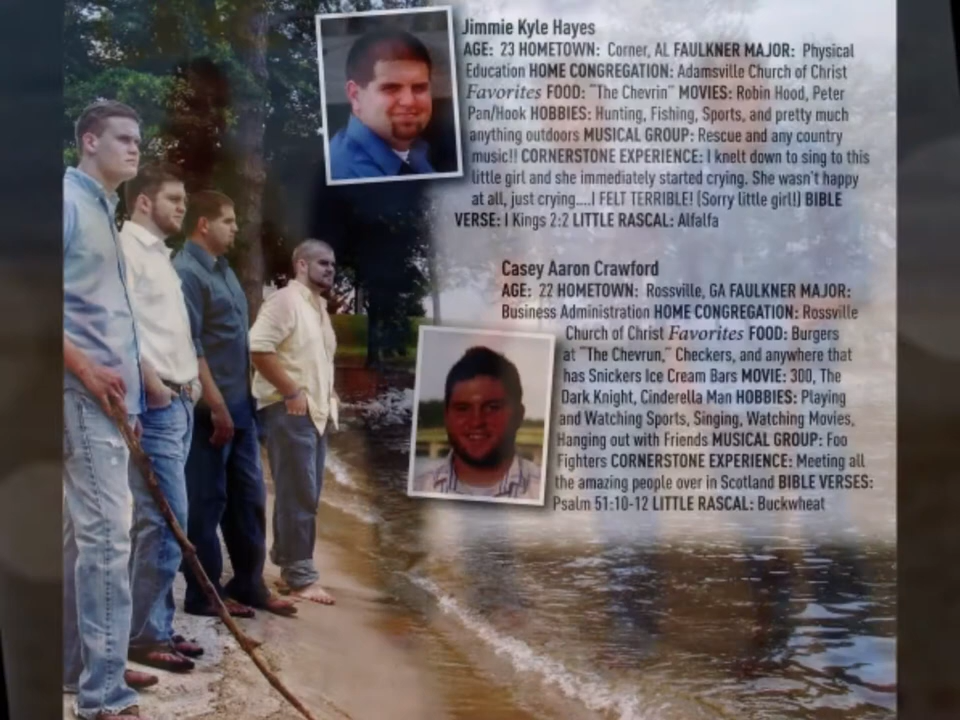 Jimmie Kyle Hayes
AGE: 23 HOMETOWN: Corner, AL FAULKNER MAJOR: Physical
Education HOME CONGREGATION: Adamsville Church of Christ
Favorites FOOD: "The Chevrin" MOVIES: Robin Hood, Peter
Pan/Hook HOBBIES: Hunting, Fishing, Sports, and pretty much
anything outdoors MUSICAL GROUP: Rescue and any country
music!! CORNERSTONE EXPERIENCE: I knelt down to sing to this
little girl and she immediately started crying. She wasn't happy
at all, just crying....I FELT TERRIBLE! (Sorry little girl!) BIBLE
VERSE: I Kings 2:2 LITTLE RASCAL: Alfalfa
Casey Aaron Crawford
AGE: 22 HOMETOWN: Rossville, GA FAULKNER MAJOR:
Business Administration HOME CONGREGATION: Rossville
Church of Christ Favorites FOOD: Burgers
at "The Chevrun," Checkers, and anywhere that
has Snickers Ice Cream Bars MOVIE: 300, The
Dark Knight, Cinderella Man HOBBIES: Playing
and Watching Sports, Singing, Watching Movies,
Hanging out with Friends MUSICAL GROUP: Foo
Fighters CORNERSTONE EXPERIENCE: Meeting all
the amazing people over in Scotland BIBLE VERSES:
Psalm 51:10-12 LITTLE RASCAL: Buckwheat